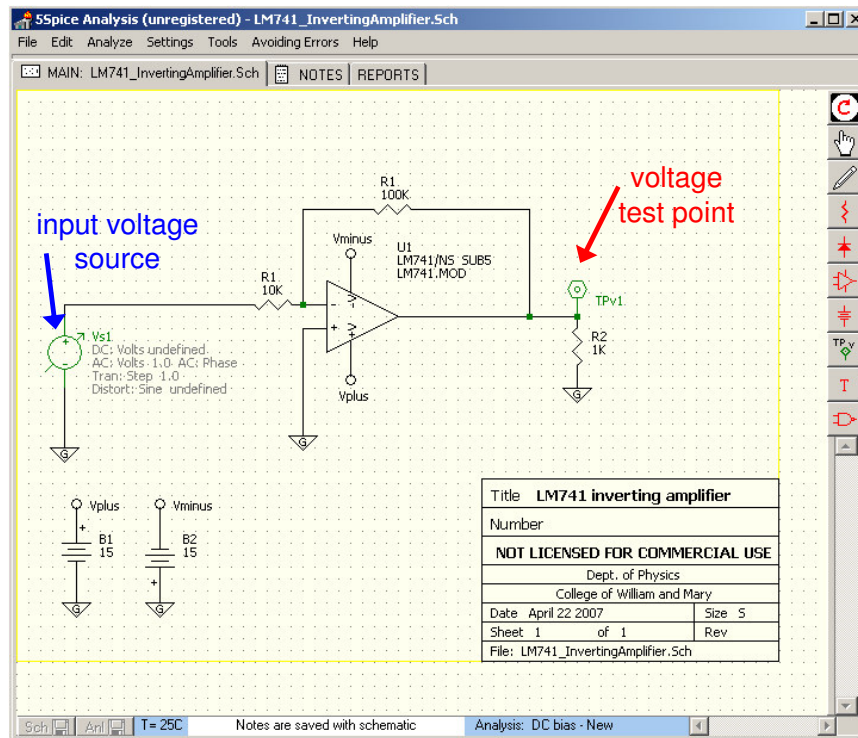 5Spice Analysis (unregistered) - LM741_InvertingAmplifier.Sch
File Edit Analyze Settings Tools Avoiding Errors Help
MAIN: LM741_InvertingAmplifier.Sch NOTES REPORTS
input voltage
source
voltage
test point
R1
100K
Vminus
U1
LM741/NS SUB5
LM741.MOD
R1
10K
-
-V
+
+V
Vplus
TPv1
R2
1K
G
Vs1
+
-
DC: Volts undefined
AC: Volts 1.0 AC: Phase
Tran: Step 1.0
Distort: Sine undefined
G
G
Vplus
+
B1
15
G
Vminus
B2
15
+
G
Title LM741 inverting amplifier
Number
NOT LICENSED FOR COMMERCIAL USE
Dept. of Physics
College of William and Mary
Date April 22 2007 Size S
Sheet 1 of 1 Rev
File: LM741_InvertingAmplifier.Sch
C
TP V
T
Sch Anl T= 25C Notes are saved with schematic Analysis: DC bias - New